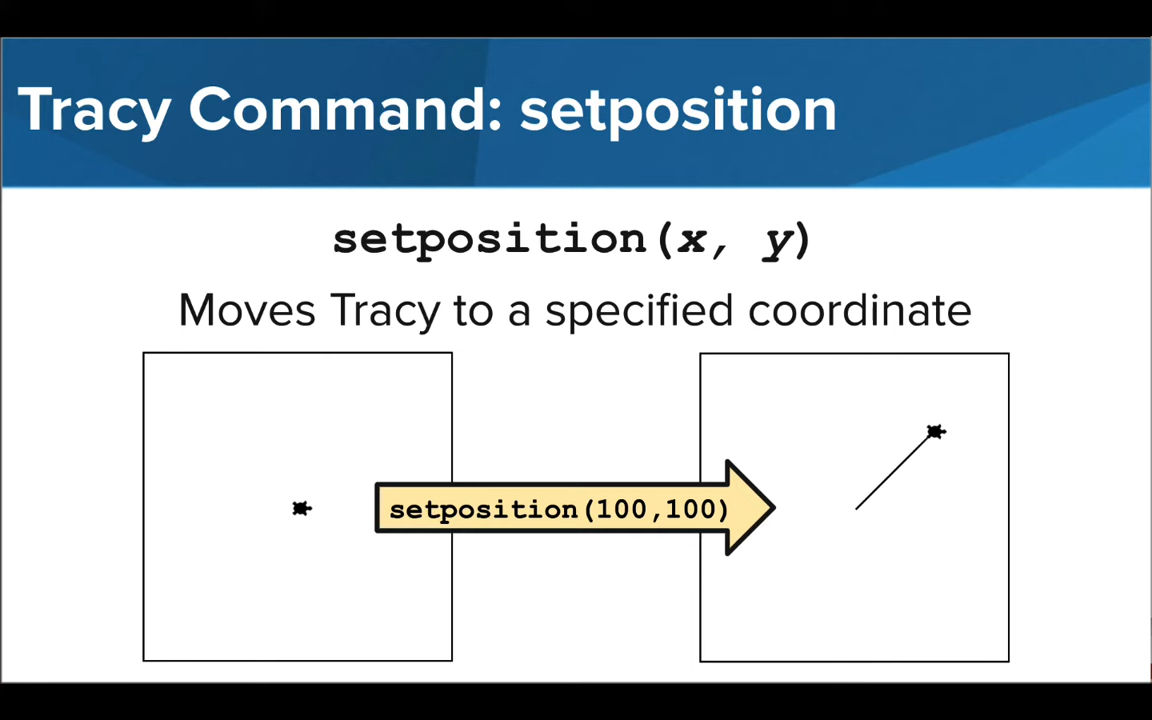 Tracy Command: setposition
setposition(x, y)
Moves Tracy to a specified coordinate
setposition(100,100)